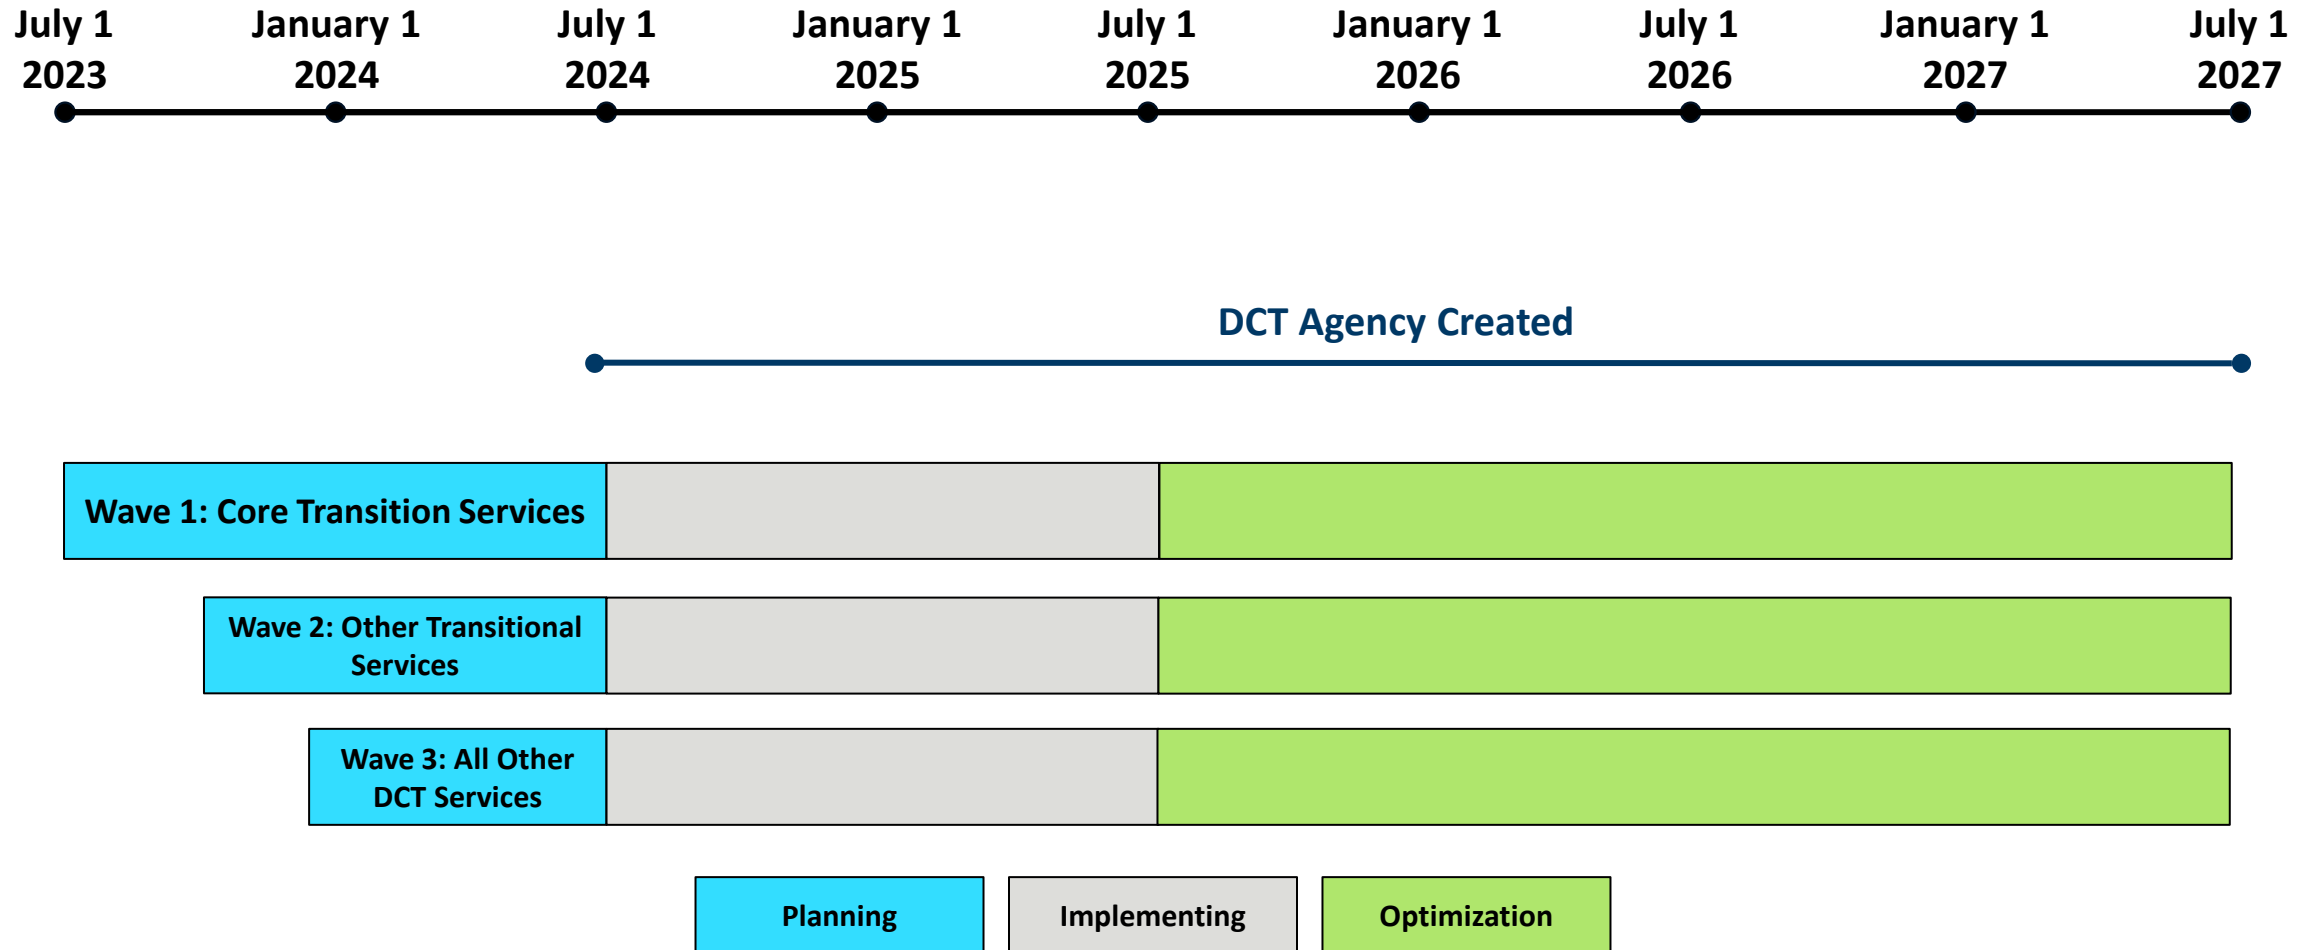 July 1
2023
January 1
2024
July 1
2024
January 1
2025
July 1
2025
January 1
2026
July 1
2026
January 1
2027
July 1
2027
DCT Agency Created
Wave 1: Core Transition Services
Wave 2: Other Transitional
Services
Wave 3: All Other
DCT Services
Planning
Implementing
Optimization